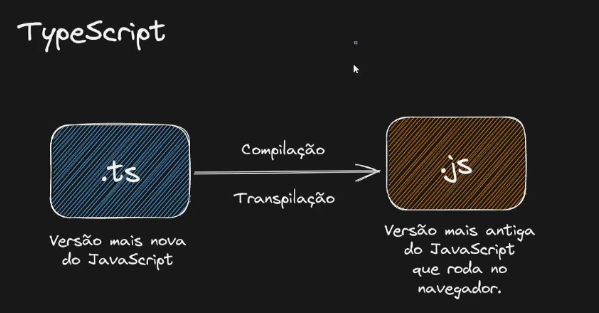 TypeScript
Compilação
.ts
.js
Transpilação
Versão mais nova
do JavaScript
Versão mais antiga
do JavaScript
que roda no
navegador.